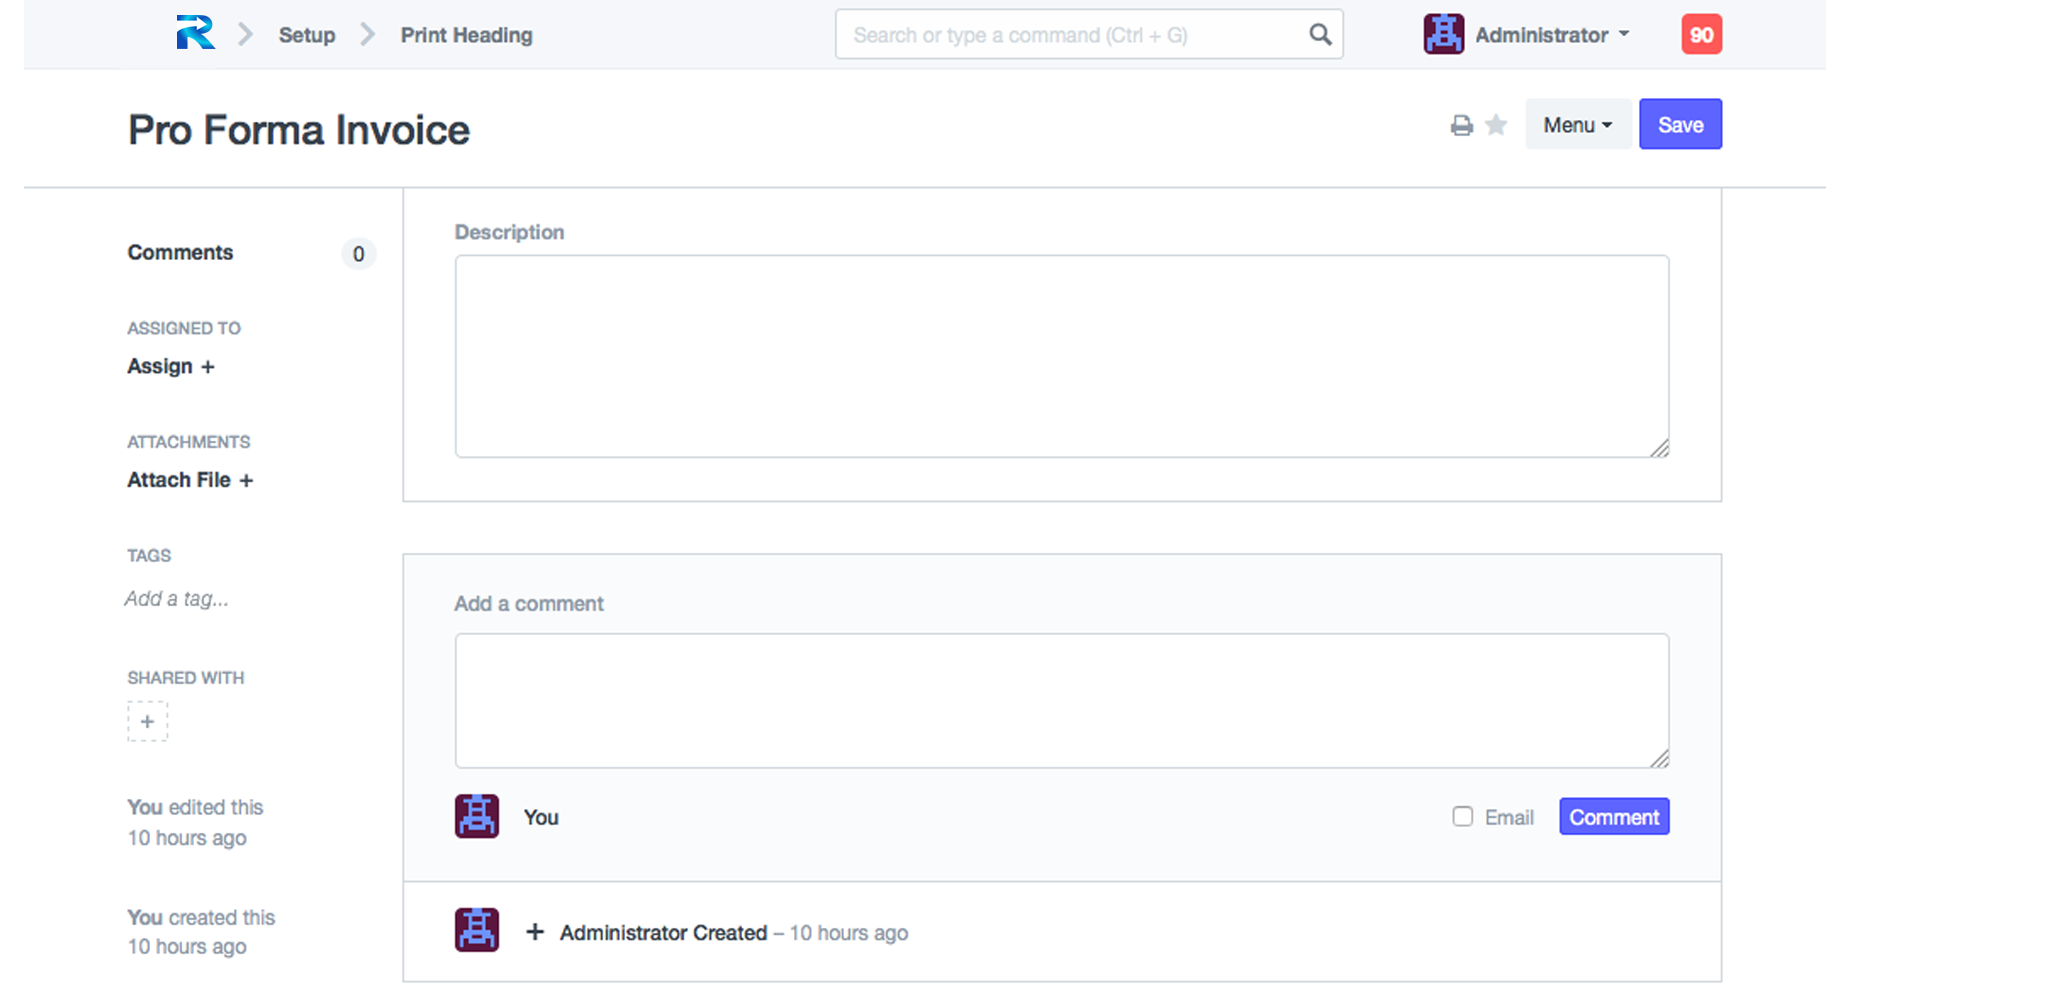 R Setup Print Heading Search or type a command (Ctrl + G) Administrator 90
Pro Forma Invoice Menu Save
Comments 0
ASSIGNED TO
Assign +
ATTACHMENTS
Attach File +
TAGS
Add a tag...
SHARED WITH
+
You edited this
10 hours ago
You created this
10 hours ago
Description
Add a comment
You Email Comment
+ Administrator Created – 10 hours ago